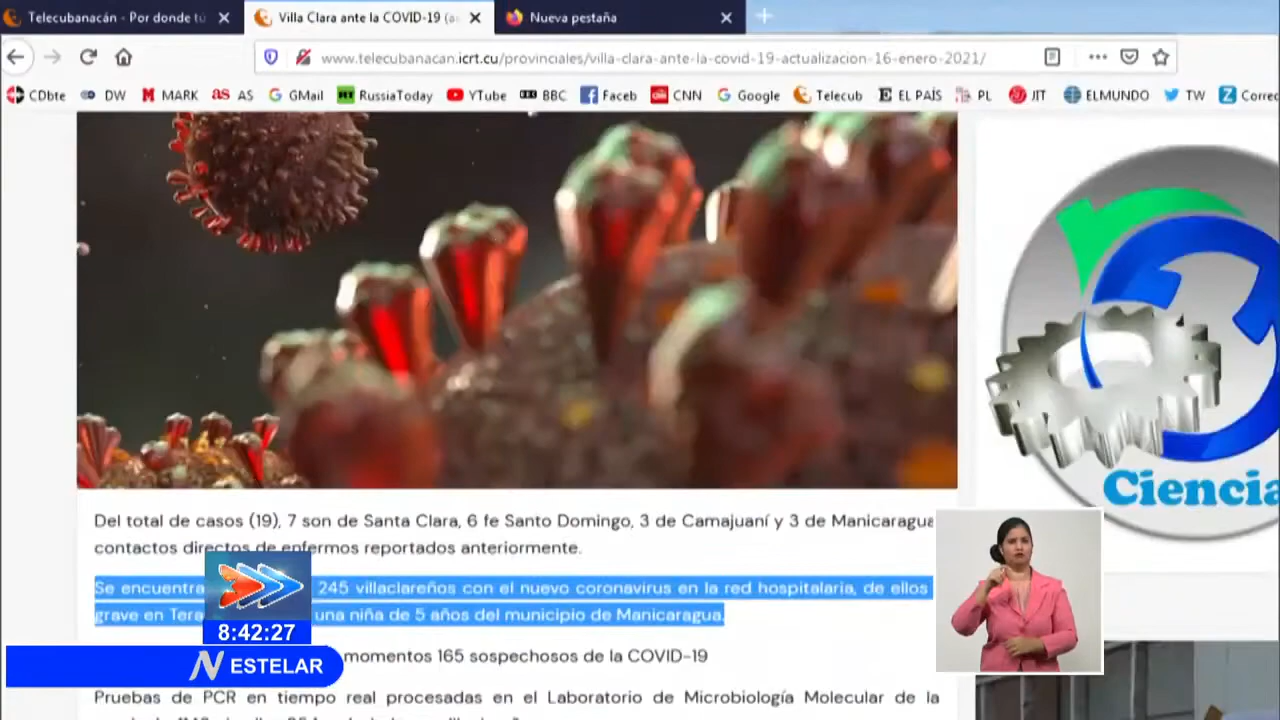 Telecubanacán - Por donde tú
Villa Clara ante la COVID-19 (a
Nueva pestaña
www.telecubanacan.icrt.cu/provinciales/villa-clara-ante-la-covid-19-actualizacion-16-enero-2021/
CDbte DW MARK AS GMail RussiaToday YTube BBC Faceb CNN Google Telecub EL PAÍS PL JIT ELMUNDO TW Correo
Ciencia
Del total de casos (19), 7 son de Santa Clara, 6 fe Santo Domingo, 3 de Camajuaní y 3 de Manicaragua
contactos directos de enfermos reportados anteriormente.
Se encuentra 245 villaclareños con el nuevo coronavirus en la red hospitalaria, de ellos
grave en Tera una niña de 5 años del municipio de Manicaragua.
momentos 165 sospechosos de la COVID-19
Pruebas de PCR en tiempo real procesadas en el Laboratorio de Microbiología Molecular de la
8:42:27
N ESTELAR